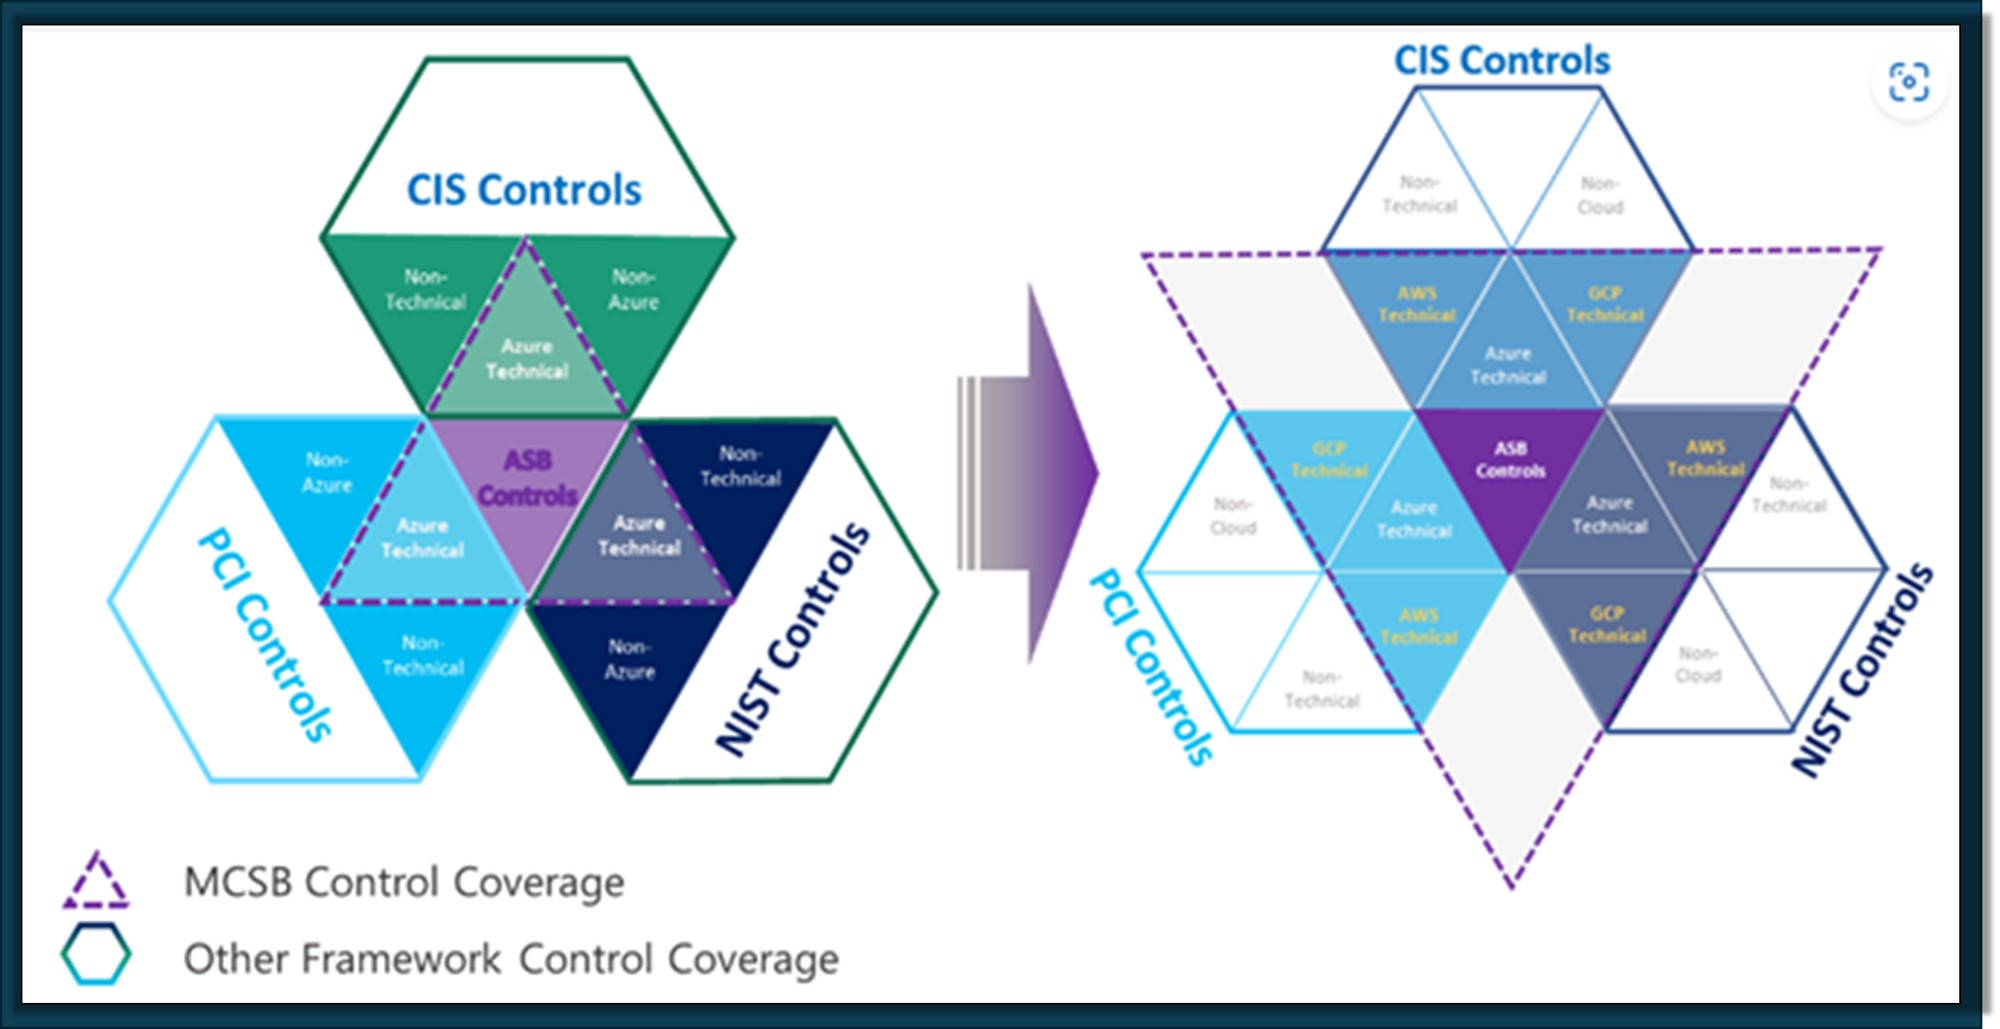 CIS Controls
Non-
Technical
Non-
Azure
Azure
Technical
Non-
Azure
Azure
Technical
ASB
Controls
Azure
Technical
Non-
Technical
Non-
Technical
Non-
Azure
PCI Controls
NIST Controls
CIS Controls
Non-
Technical
Non-
Cloud
AWS
Technical
GCP
Technical
Azure
Technical
GCP
Technical
ASB
Controls
AWS
Technical
Non-
Cloud
Azure
Technical
Azure
Technical
Non-
Technical
AWS
Technical
GCP
Technical
Non-
Technical
Non-
Cloud
PCI Controls
NIST Controls
MCSB Control Coverage
Other Framework Control Coverage